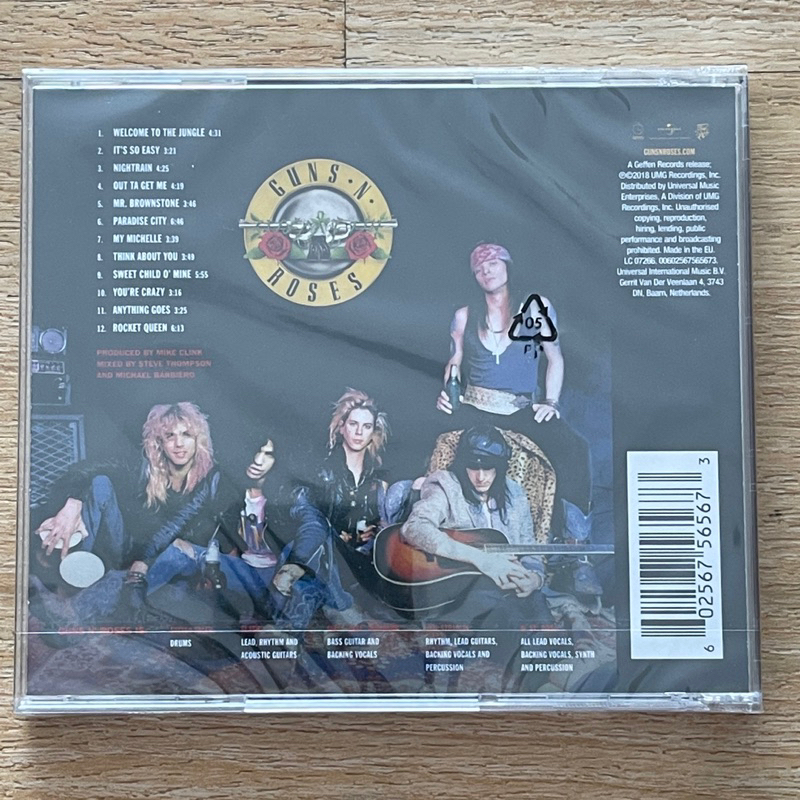 1. WELCOME TO THE JUNGLE 4:31
2. IT'S SO EASY 3:21
3. NIGHTRAIN 4:25
4. OUT TA GET ME 4:19
5. MR. BROWNSTONE 3:46
6. PARADISE CITY 6:46
7. MY MICHELLE 3:39
8. THINK ABOUT YOU 3:49
9. SWEET CHILD O' MINE 5:55
10. YOU'RE CRAZY 3:16
11. ANYTHING GOES 3:25
12. ROCKET QUEEN 6:13
PRODUCED BY MIKE CLINK
MIXED BY STEVE THOMPSON
AND MICHAEL BARBIERO
GUNS·N·
ROSES
GUNSNROSES.COM
A Geffen Records release;
℗©2018 UMG Recordings, Inc.
Distributed by Universal Music
Enterprises, A Division of UMG
Recordings, Inc. Unauthorised
copying, reproduction,
hiring, lending, public
performance and broadcasting
prohibited. Made in the EU.
LC 07266. 00602567565673.
Universal International Music B.V.
Gerrit Van Der Veenlaan 4, 3743
DN, Baarn, Netherlands.
05
6 02567 56567 3
DRUMS
LEAD, RHYTHM AND
ACOUSTIC GUITARS
BASS GUITAR AND
BACKING VOCALS
RHYTHM, LEAD GUITARS,
BACKING VOCALS AND
PERCUSSION
ALL LEAD VOCALS,
BACKING VOCALS, SYNTH
AND PERCUSSION